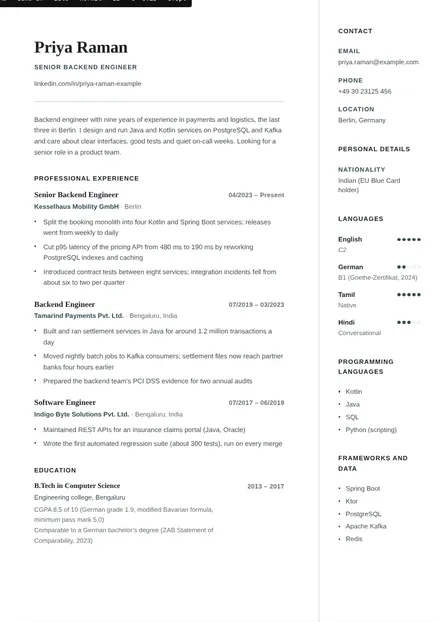 Priya Raman
SENIOR BACKEND ENGINEER
linkedin.com/in/priya-raman-example
Backend engineer with nine years of experience in payments and logistics, the last
three in Berlin. I design and run Java and Kotlin services on PostgreSQL and Kafka
and care about clear interfaces, good tests and quiet on-call weeks. Looking for a
senior role in a product team.
PROFESSIONAL EXPERIENCE
Senior Backend Engineer 04/2023 – Present
Kesselhaus Mobility GmbH · Berlin
• Split the booking monolith into four Kotlin and Spring Boot services; releases
went from weekly to daily
• Cut p95 latency of the pricing API from 480 ms to 190 ms by reworking
PostgreSQL indexes and caching
• Introduced contract tests between eight services; integration incidents fell from
about six to two per quarter
Backend Engineer 07/2019 – 03/2023
Tamarind Payments Pvt. Ltd. · Bengaluru, India
• Built and ran settlement services in Java for around 1.2 million transactions a
day
• Moved nightly batch jobs to Kafka consumers; settlement files now reach partner
banks four hours earlier
• Prepared the backend team's PCI DSS evidence for two annual audits
Software Engineer 07/2017 – 06/2019
Indigo Byte Solutions Pvt. Ltd. · Bengaluru, India
• Maintained REST APIs for an insurance claims portal (Java, Oracle)
• Wrote the first automated regression suite (about 300 tests), run on every merge
EDUCATION
B.Tech in Computer Science 2013 – 2017
Engineering college, Bengaluru
CGPA 8.5 of 10 (German grade 1.9, modified Bavarian formula,
minimum pass mark 5.0)
Comparable to a German bachelor's degree (ZAB Statement of
Comparability, 2023)
CONTACT
EMAIL
priya.raman@example.com
PHONE
+49 30 23125 456
LOCATION
Berlin, Germany
PERSONAL DETAILS
NATIONALITY
Indian (EU Blue Card
holder)
LANGUAGES
English
C2
German
B1 (Goethe-Zertifikat, 2024)
Tamil
Native
Hindi
Conversational
PROGRAMMING
LANGUAGES
• Kotlin
• Java
• SQL
• Python (scripting)
FRAMEWORKS AND
DATA
• Spring Boot
• Ktor
• PostgreSQL
• Apache Kafka
• Redis